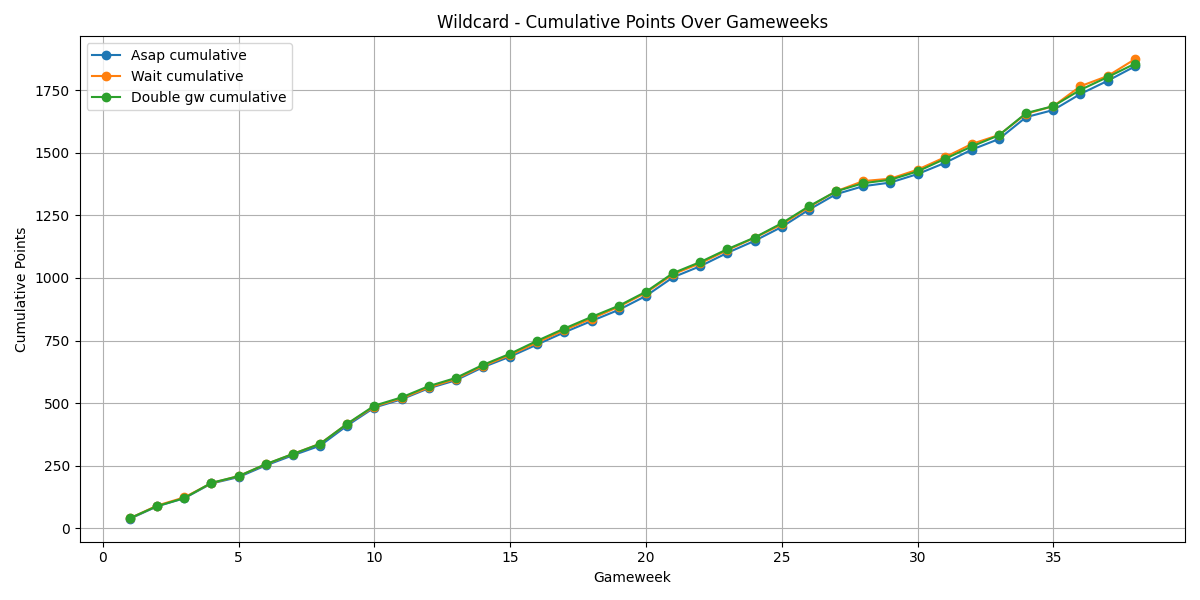 Wildcard - Cumulative Points Over Gameweeks
Asap cumulative
Wait cumulative
Double gw cumulative
Cumulative Points
1750
1500
1250
1000
750
500
250
0
0 5 10 15 20 25 30 35
Gameweek